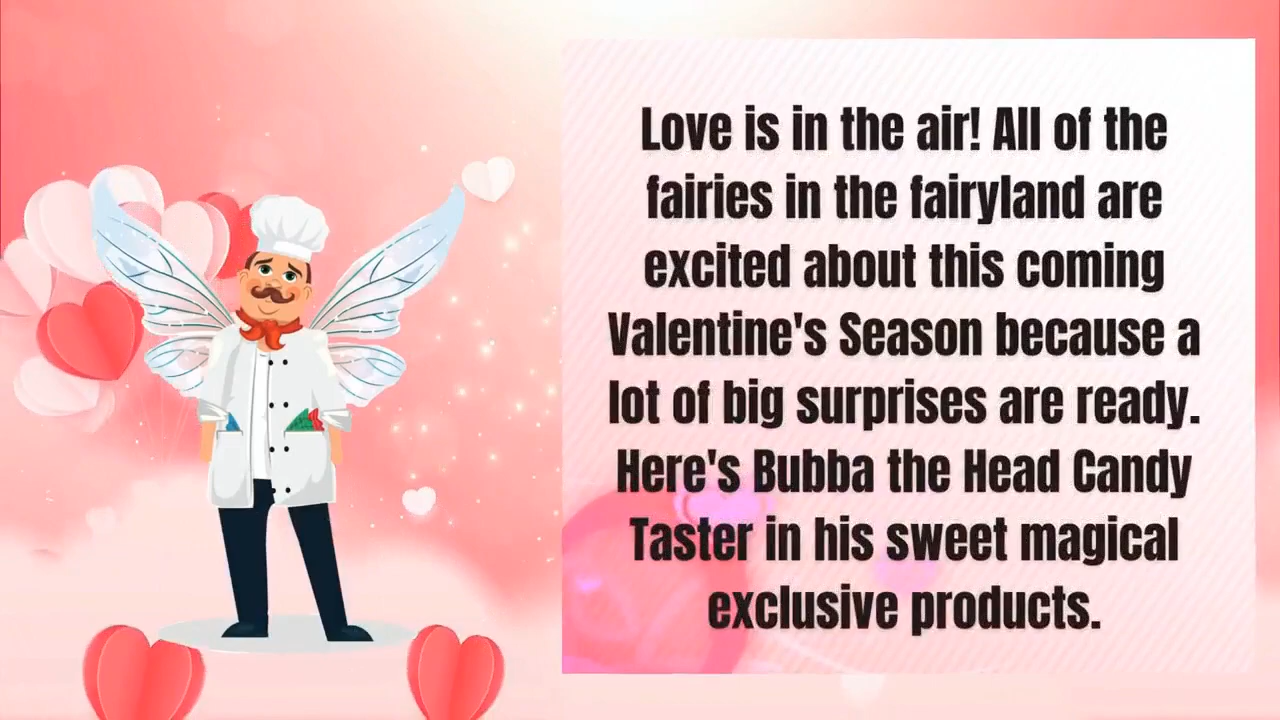 Love is in the air! All of the
fairies in the fairyland are
excited about this coming
Valentine's Season because a
lot of big surprises are ready.
Here's Bubba the Head Candy
Taster in his sweet magical
exclusive products.